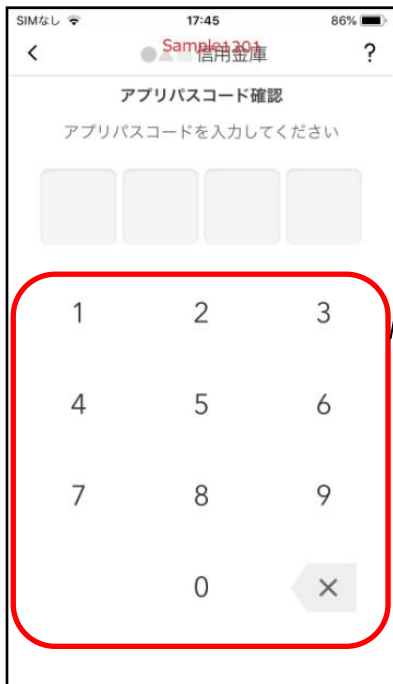 SIMなし 17:45 86%
Sample1201
信用金庫 ?
アプリパスコード確認
アプリパスコードを入力してください
1 2 3
4 5 6
7 8 9
0